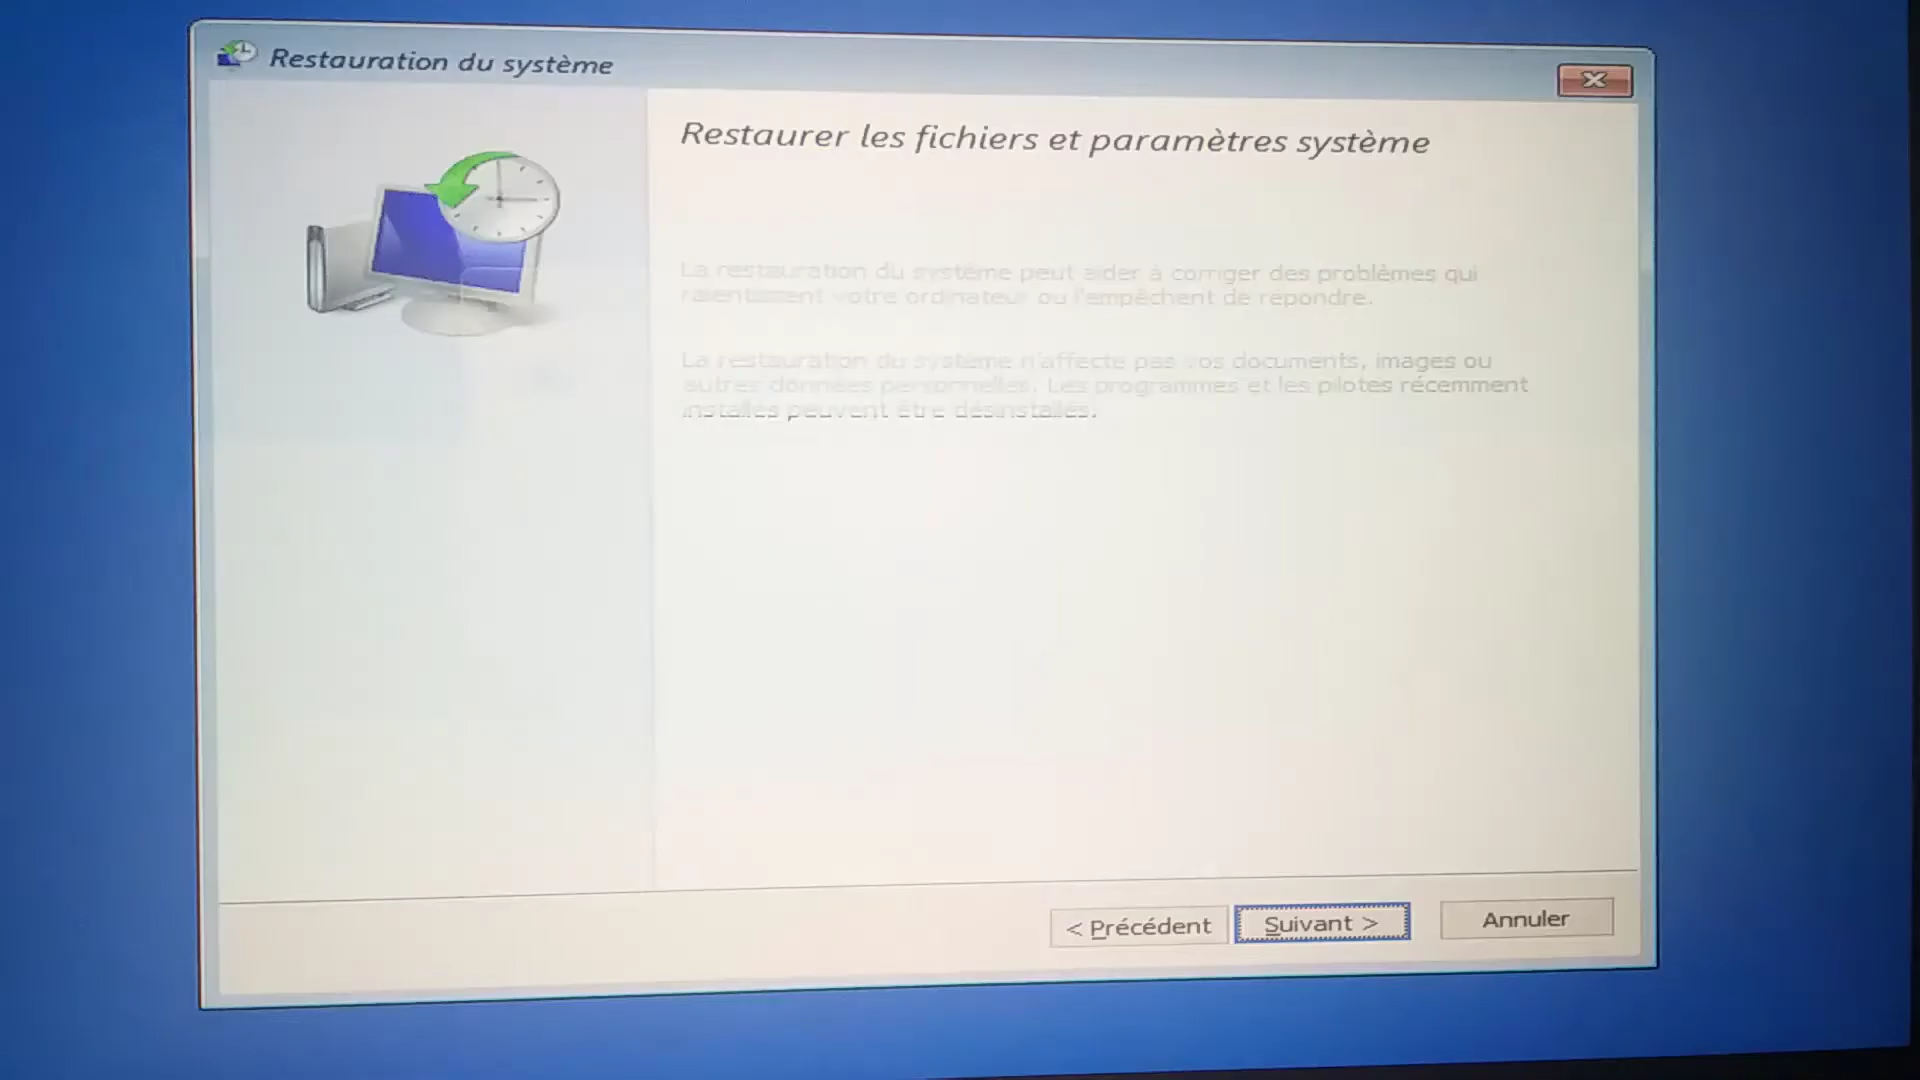 Restauration du système
Restaurer les fichiers et paramètres système
La restauration du système peut aider à corriger des problèmes qui
ralentissent votre ordinateur ou l'empêchent de répondre.
La restauration du système n'affecte pas vos documents, images ou
autres données personnelles. Les programmes et les pilotes récemment
installés peuvent être désinstallés.
< Précédent
Suivant >
Annuler